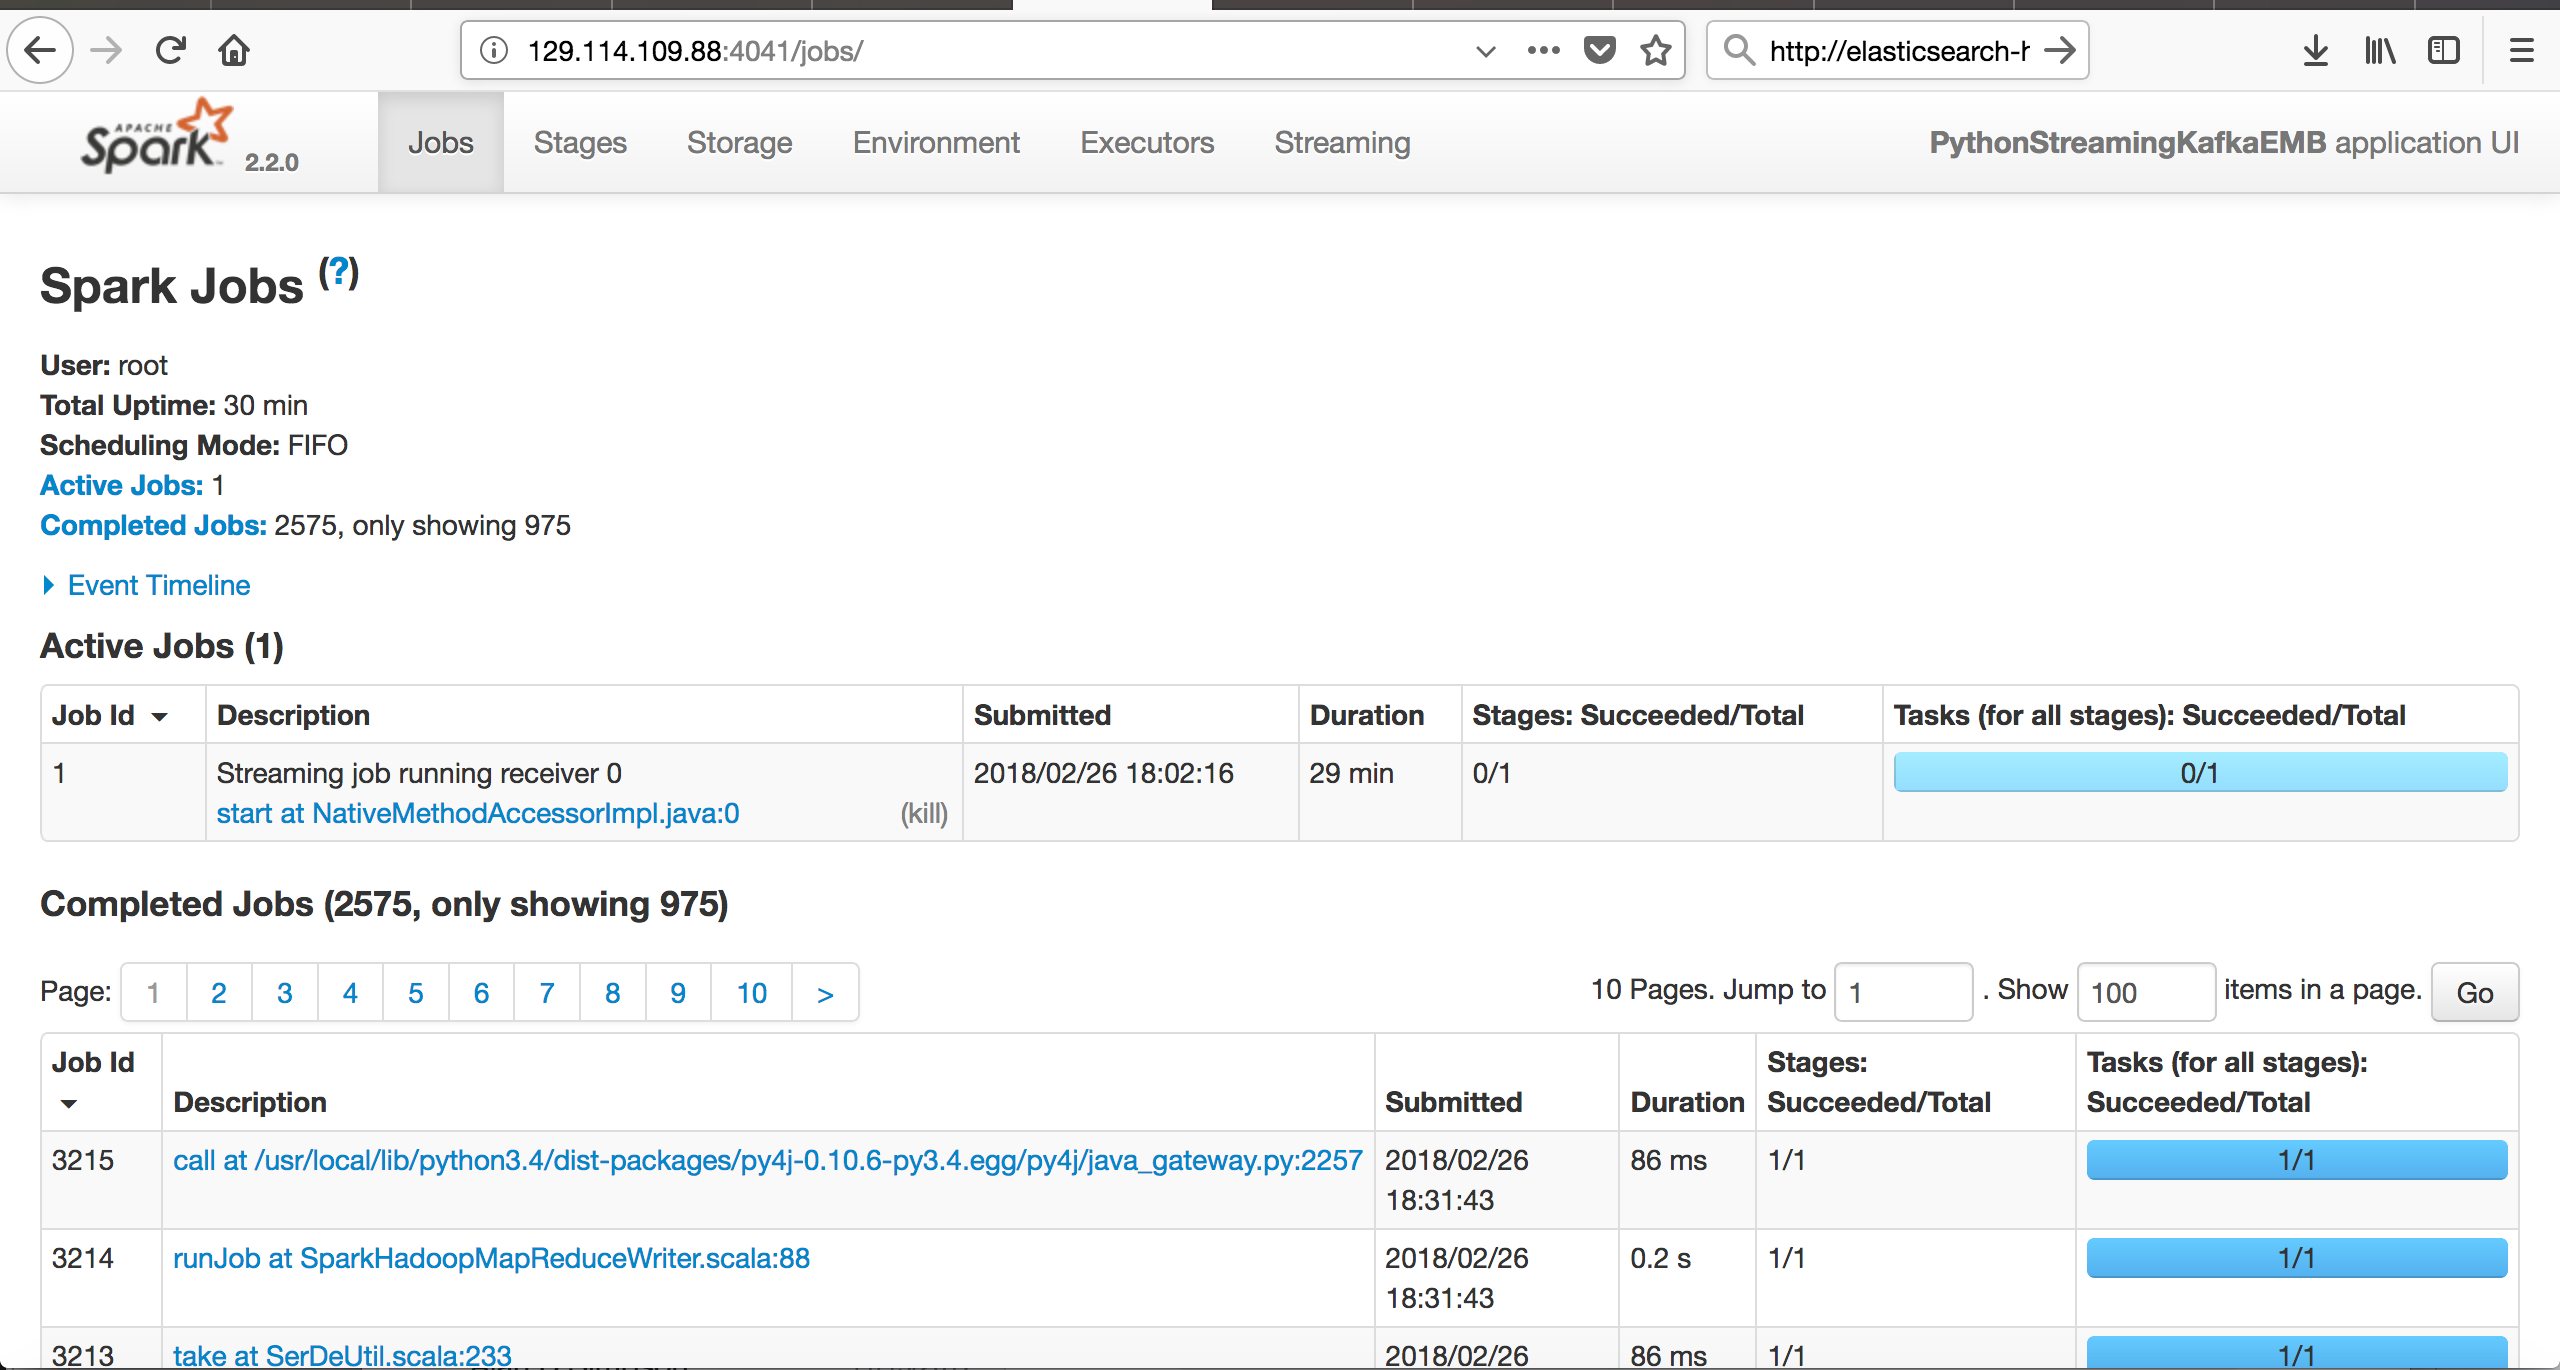 129.114.109.88:4041/jobs/
http://elasticsearch-h
APACHE
Spark 2.2.0
Jobs Stages Storage Environment Executors Streaming
PythonStreamingKafkaEMB application UI
Spark Jobs (?)
User: root
Total Uptime: 30 min
Scheduling Mode: FIFO
Active Jobs: 1
Completed Jobs: 2575, only showing 975
Event Timeline
Active Jobs (1)
Job Id Description Submitted Duration Stages: Succeeded/Total Tasks (for all stages): Succeeded/Total
1 Streaming job running receiver 0 2018/02/26 18:02:16 29 min 0/1 0/1
start at NativeMethodAccessorImpl.java:0 (kill)
Completed Jobs (2575, only showing 975)
Page: 1 2 3 4 5 6 7 8 9 10 >
10 Pages. Jump to 1 . Show 100 items in a page. Go
Job Id Description Submitted Duration Stages: Succeeded/Total Tasks (for all stages): Succeeded/Total
3215 call at /usr/local/lib/python3.4/dist-packages/py4j-0.10.6-py3.4.egg/py4j/java_gateway.py:2257 2018/02/26 18:31:43 86 ms 1/1 1/1
3214 runJob at SparkHadoopMapReduceWriter.scala:88 2018/02/26 18:31:43 0.2 s 1/1 1/1
3213 take at SerDeUtil.scala:233 2018/02/26 86 ms 1/1 1/1